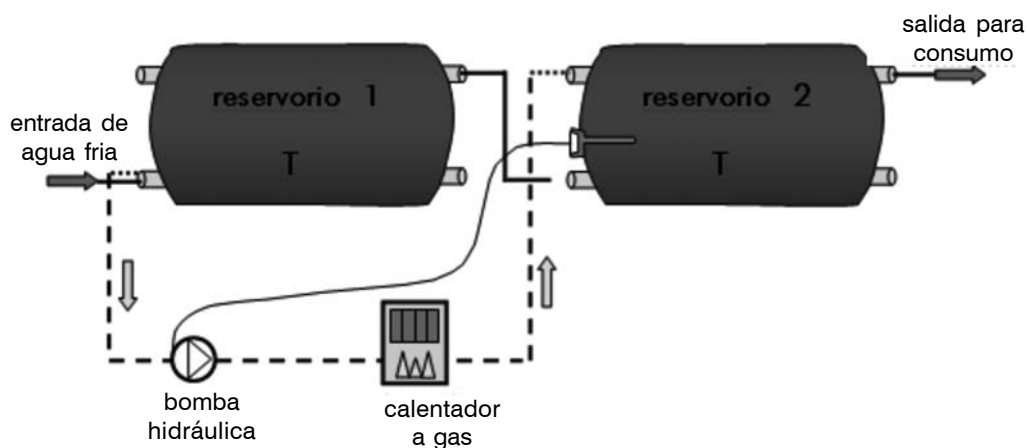 salida para
consumo
reservorio 1
reservorio 2
entrada de
agua fria
T
T
bomba
hidráulica
calentador
a gas